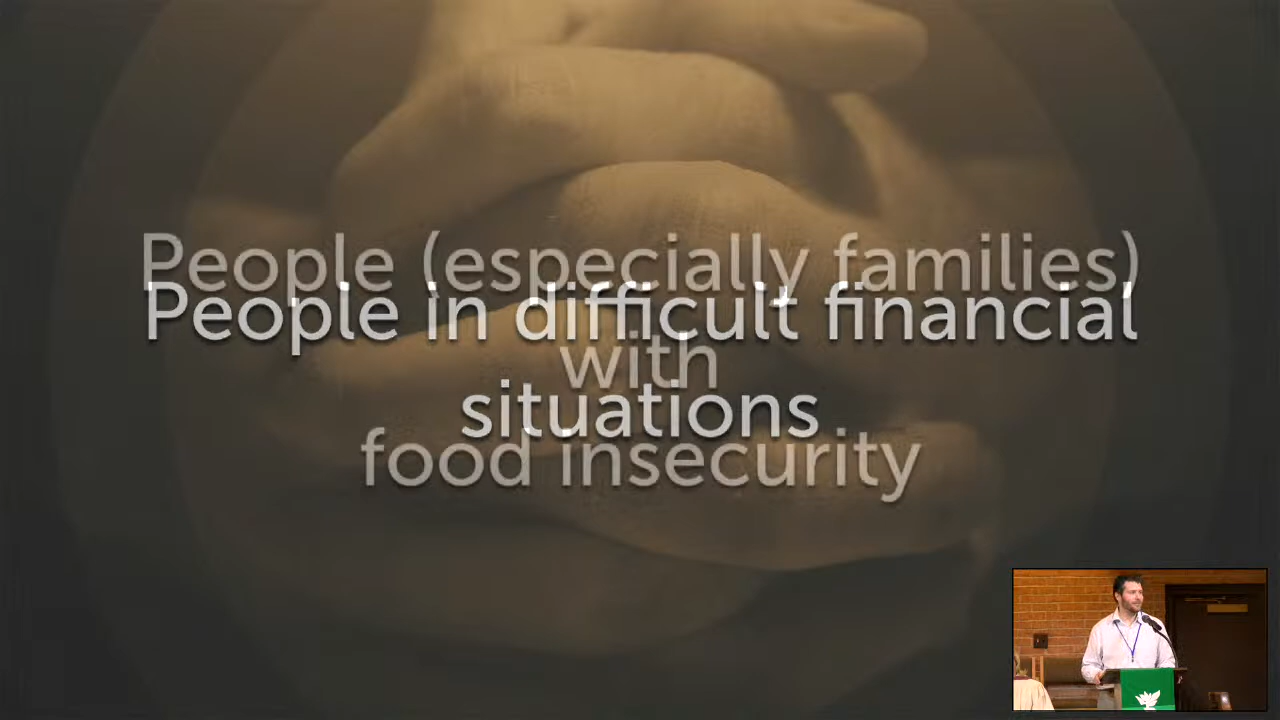 People (especially families)
with
food insecurity
People in difficult financial
situations